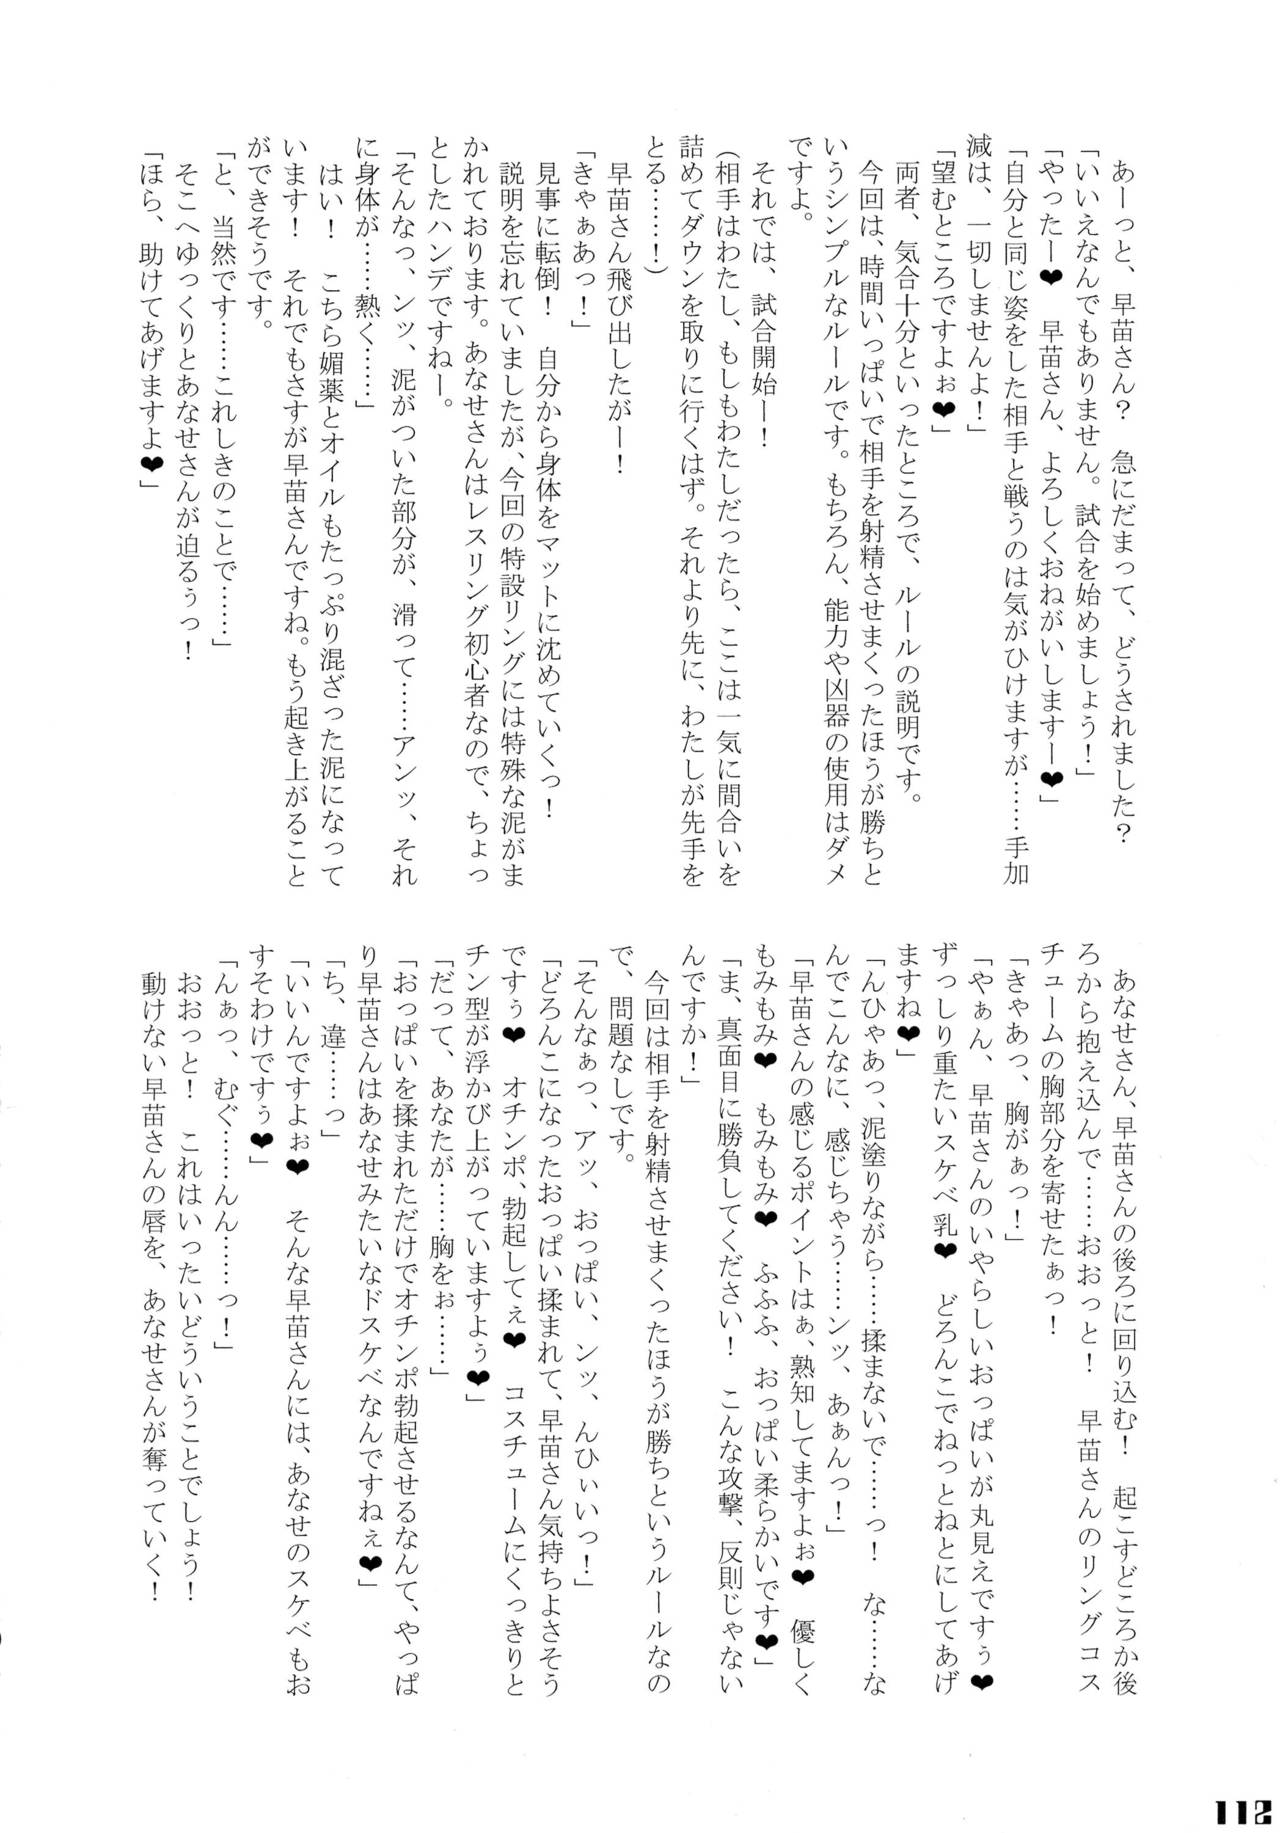 あーっと、早苗さん？　急にだまって、どうされました？
「いいえなんでもありません。試合を始めましょう！」
「やったー❤　早苗さん、よろしくおねがいしますー❤」
「自分と同じ姿をした相手と戦うのは気がひけますが……手加
減は、一切しませんよ！」
「望むところですよぉ❤」
両者、気合十分といったところで、ルールの説明です。
今回は、時間いっぱいで相手を射精させまくったほうが勝ちと
いうシンプルなルールです。もちろん、能力や凶器の使用はダメ
ですよ。
それでは、試合開始ー！
（相手はわたし、もしもわたしだったら、ここは一気に間合いを
詰めてダウンを取りに行くはず。それより先に、わたしが先手を
とる……！）
早苗さん飛び出したがー！
「きゃぁあっ！」
見事に転倒！　自分から身体をマットに沈めていくっ！
説明を忘れていましたが、今回の特設リングには特殊な泥がま
かれております。あなせさんはレスリング初心者なので、ちょっ
としたハンデですねー。
「そんなっ、ンッ、泥がついた部分が、滑って……アンッ、それ
に身体が……熱く……」
はい！　こちら媚薬とオイルもたっぷり混ざった泥になって
います！　それでもさすが早苗さんですね。もう起き上がること
ができそうです。
「と、当然です……これしきのことで……」
そこへゆっくりとあなせさんが迫るぅっ！
「ほら、助けてあげますよ❤」
あなせさん、早苗さんの後ろに回り込む！　起こすどころか後
ろから抱え込んで……おおっと！　早苗さんのリングコス
チュームの胸部分を寄せたぁっ！
「きゃあっ、胸がぁっ！」
「やぁん、早苗さんのいやらしいおっぱいが丸見えですぅ❤
ずっしり重たいスケベ乳❤　どろんこでねっとねとにしてあげ
ますね❤」
「んひゃあっ、泥塗りながら……揉まないで……っ！　な……な
んでこんなに、感じちゃう……ンッ、あぁんっ！」
「早苗さんの感じるポイントはぁ、熟知してますよぉ❤　優しく
もみもみ❤　もみもみ❤　ふふふ、おっぱい柔らかいです❤」
「ま、真面目に勝負してください！　こんな攻撃、反則じゃない
んですか！」
今回は相手を射精させまくったほうが勝ちというルールなの
で、問題なしです。
「そんなぁっ、アッ、おっぱい、ンッ、んひぃいっ！」
「どろんこになったおっぱい揉まれて、早苗さん気持ちよさそう
ですぅ❤　オチンポ、勃起してぇ❤　コスチュームにくっきりと
チン型が浮かび上がっていますよぅ❤」
「だって、あなたが……胸をぉ……」
「おっぱいを揉まれただけでオチンポ勃起させるなんて、やっぱ
り早苗さんはあなせみたいなドスケベなんですねぇ❤」
「ち、違……っ」
「いいんですよぉ❤　そんな早苗さんには、あなせのスケベもお
すそわけですぅ❤」
「んぁっ、むぐ……んん……っ！」
おおっと！　これはいったいどういうことでしょう！
動けない早苗さんの唇を、あなせさんが奪っていく！
112